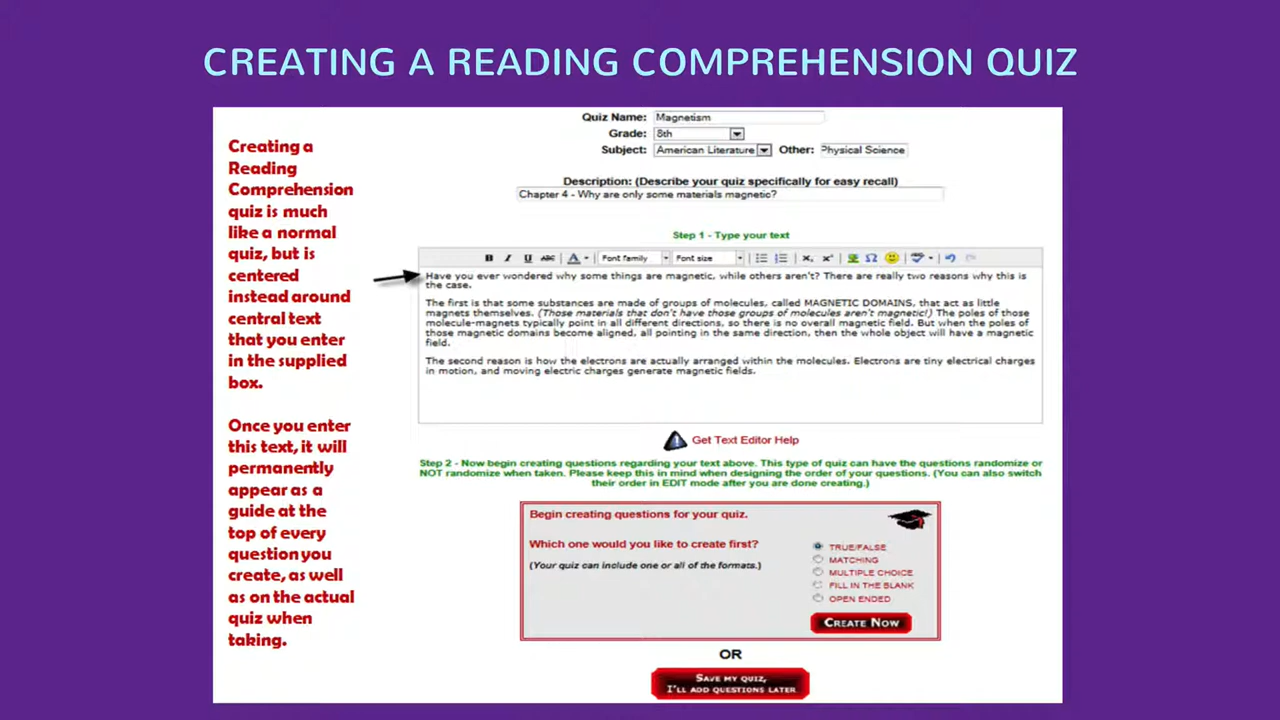 CREATING A READING COMPREHENSION QUIZ
Creating a
Reading
Comprehension
quiz is much
like a normal
quiz, but is
centered
instead around
central text
that you enter
in the supplied
box.
Once you enter
this text, it will
permanently
appear as a
guide at the
top of every
question you
create, as well
as on the actual
quiz when
taking.
Quiz Name: Magnetism
Grade: 8th
Subject: American Literature Other: Physical Science
Description: (Describe your quiz specifically for easy recall)
Chapter 4 - Why are only some materials magnetic?
Step 1 - Type your text
B I U ABC A Font family Font size
Have you ever wondered why some things are magnetic, while others aren't? There are really two reasons why this is
the case.
The first is that some substances are made of groups of molecules, called MAGNETIC DOMAINS, that act as little
magnets themselves. (Those materials that don't have those groups of molecules aren't magnetic!) The poles of those
molecule-magnets typically point in all different directions, so there is no overall magnetic field. But when the poles of
those magnetic domains become aligned, all pointing in the same direction, then the whole object will have a magnetic
field.
The second reason is how the electrons are actually arranged within the molecules. Electrons are tiny electrical charges
in motion, and moving electric charges generate magnetic fields.
Get Text Editor Help
Step 2 - Now begin creating questions regarding your text above. This type of quiz can have the questions randomize or
NOT randomize when taken. Please keep this in mind when designing the order of your questions. (You can also switch
their order in EDIT mode after you are done creating.)
Begin creating questions for your quiz.
Which one would you like to create first?
(Your quiz can include one or all of the formats.)
TRUE/FALSE
MATCHING
MULTIPLE CHOICE
FILL IN THE BLANK
OPEN ENDED
CREATE NOW
OR
SAVE MY QUIZ,
I'LL ADD QUESTIONS LATER